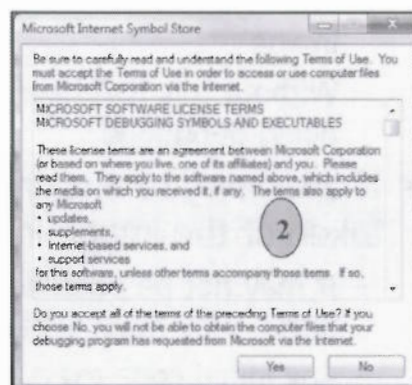 Microsoft Internet Symbol Store
Be sure to carefully read and understand the following Terms of Use. You
must accept the Terms of Use in order to access or use computer files
from Microsoft Corporation via the Internet.
MICROSOFT SOFTWARE LICENSE TERMS
MICROSOFT DEBUGGING SYMBOLS AND EXECUTABLES
These license terms are an agreement between Microsoft Corporation
(or based on where you live, one of its affiliates) and you. Please
read them. They apply to the software named above, which includes
the media on which you received it, if any. The terms also apply to
any Microsoft
• updates,
• supplements,
• Internet-based services, and
• support services
for this software, unless other terms accompany those items. If so,
those terms apply.
2
Do you accept all of the terms of the preceding Terms of Use? If you
choose No, you will not be able to obtain the computer files that your
debugging program has requested from Microsoft via the Internet.
Yes
No